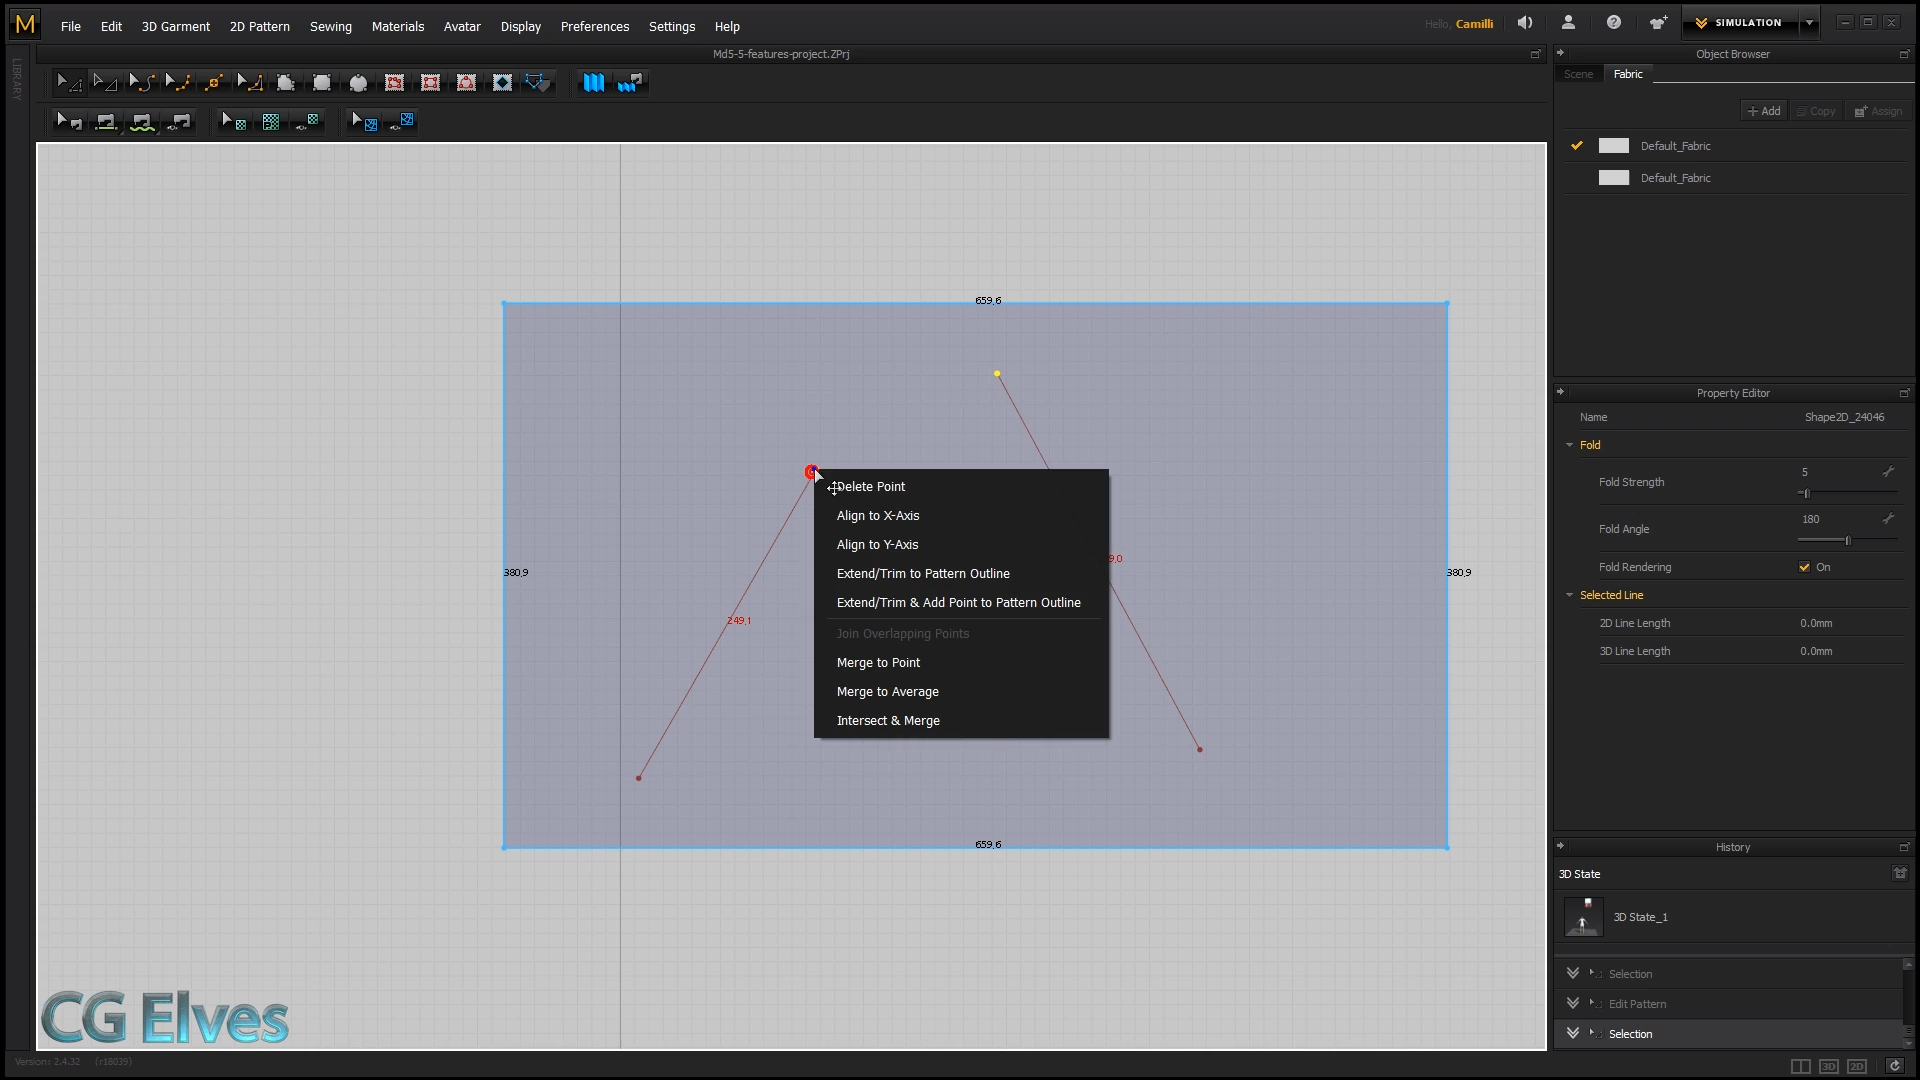 M File Edit 3D Garment 2D Pattern Sewing Materials Avatar Display Preferences Settings Help
Hello, Camilli
SIMULATION
LIBRARY
Md5-5-features-project.ZPrj
Object Browser
Scene Fabric
+ Add Copy Assign
Default_Fabric
Default_Fabric
659,6
380,9
380,9
249,1
9,0
659,6
Delete Point
Align to X-Axis
Align to Y-Axis
Extend/Trim to Pattern Outline
Extend/Trim & Add Point to Pattern Outline
Join Overlapping Points
Merge to Point
Merge to Average
Intersect & Merge
Property Editor
Name Shape2D_24046
Fold
Fold Strength 5
Fold Angle 180
Fold Rendering On
Selected Line
2D Line Length 0.0mm
3D Line Length 0.0mm
History
3D State
3D State_1
Selection
Edit Pattern
Selection
CG Elves
Version: 2.4.32 (r18039)
3D 2D